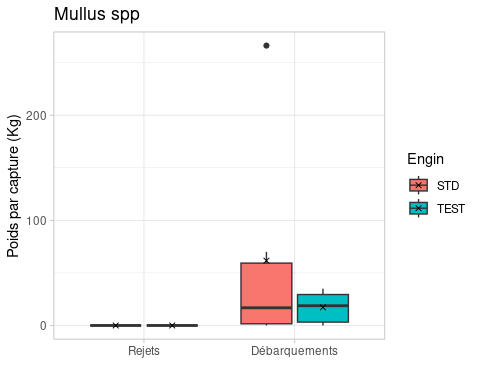 Mullus spp
Poids par capture (Kg)
200
100
0
Rejets
Débarquements
Engin
STD
TEST